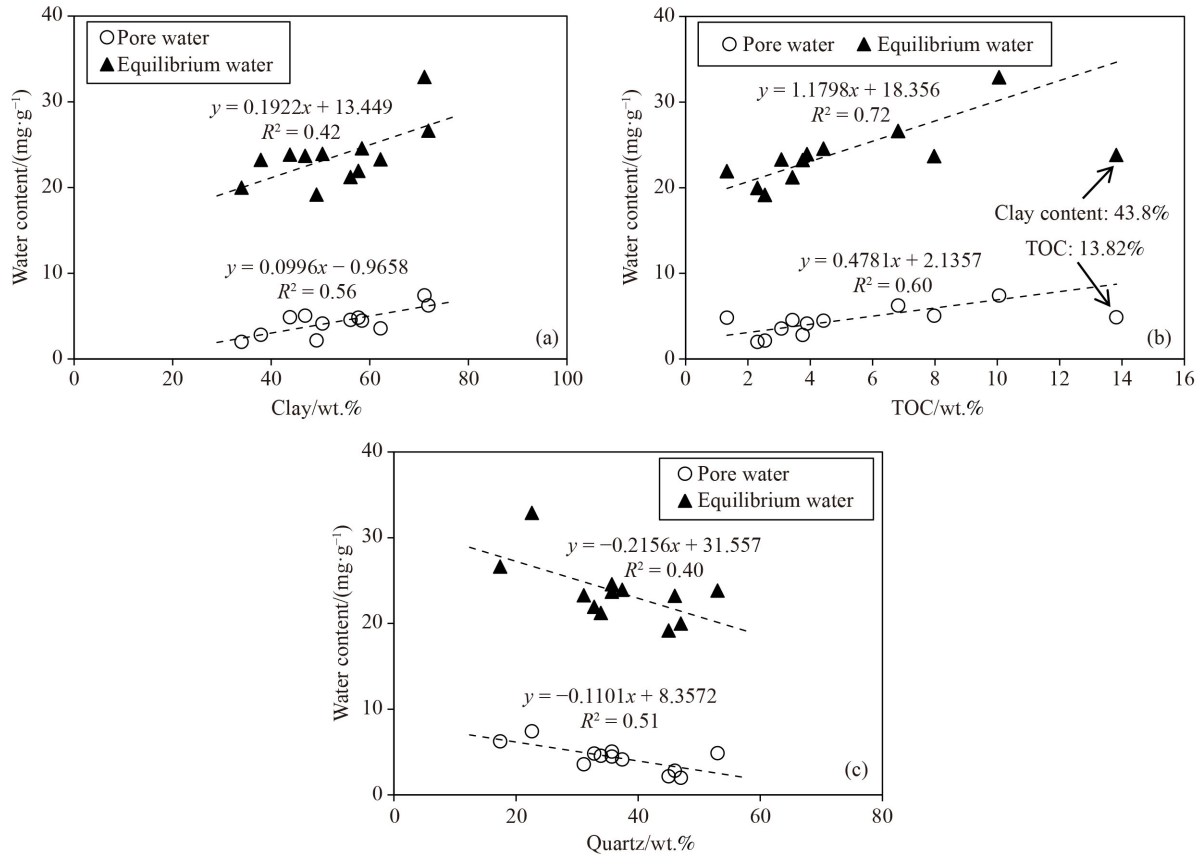 40
30
20
10
0
Water content/(mg·g⁻¹)
Pore water
Equilibrium water
y = 0.1922x + 13.449
R² = 0.42
y = 0.0996x − 0.9658
R² = 0.56
(a)
0 20 40 60 80 100
Clay/wt.%
40
30
20
10
0
Water content/(mg·g⁻¹)
Pore water Equilibrium water
y = 1.1798x + 18.356
R² = 0.72
Clay content: 43.8%
TOC: 13.82%
y = 0.4781x + 2.1357
R² = 0.60
(b)
0 2 4 6 8 10 12 14 16
TOC/wt.%
40
30
20
10
0
Water content/(mg·g⁻¹)
Pore water
Equilibrium water
y = −0.2156x + 31.557
R² = 0.40
y = −0.1101x + 8.3572
R² = 0.51
(c)
0 20 40 60 80
Quartz/wt.%